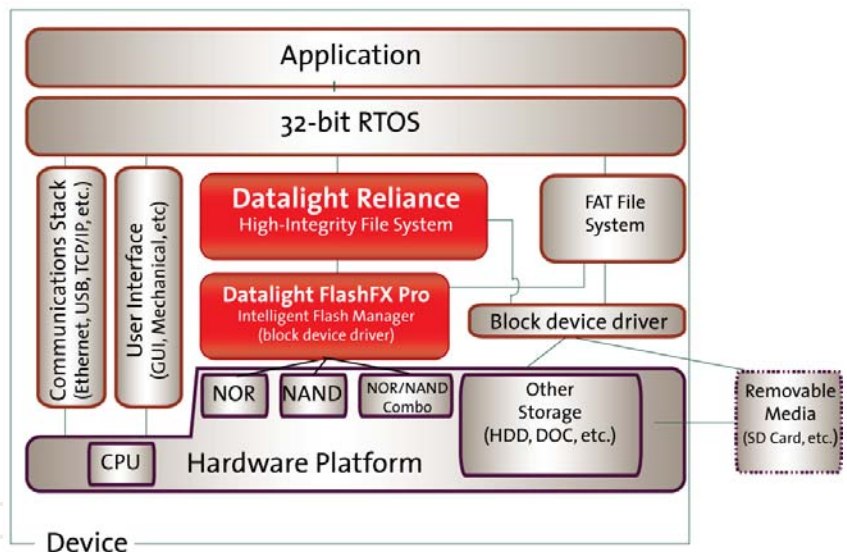 Application
32-bit RTOS
Communications Stack
(Ethernet, USB, TCP/IP, etc.)
User Interface
(GUI, Mechanical, etc)
Datalight Reliance
High-Integrity File System
FAT File
System
Datalight FlashFX Pro
Intelligent Flash Manager
(block device driver)
Block device driver
NOR
NAND
NOR/NAND
Combo
Other
Storage
(HDD, DOC, etc.)
Removable
Media
(SD Card, etc.)
CPU
Hardware Platform
Device